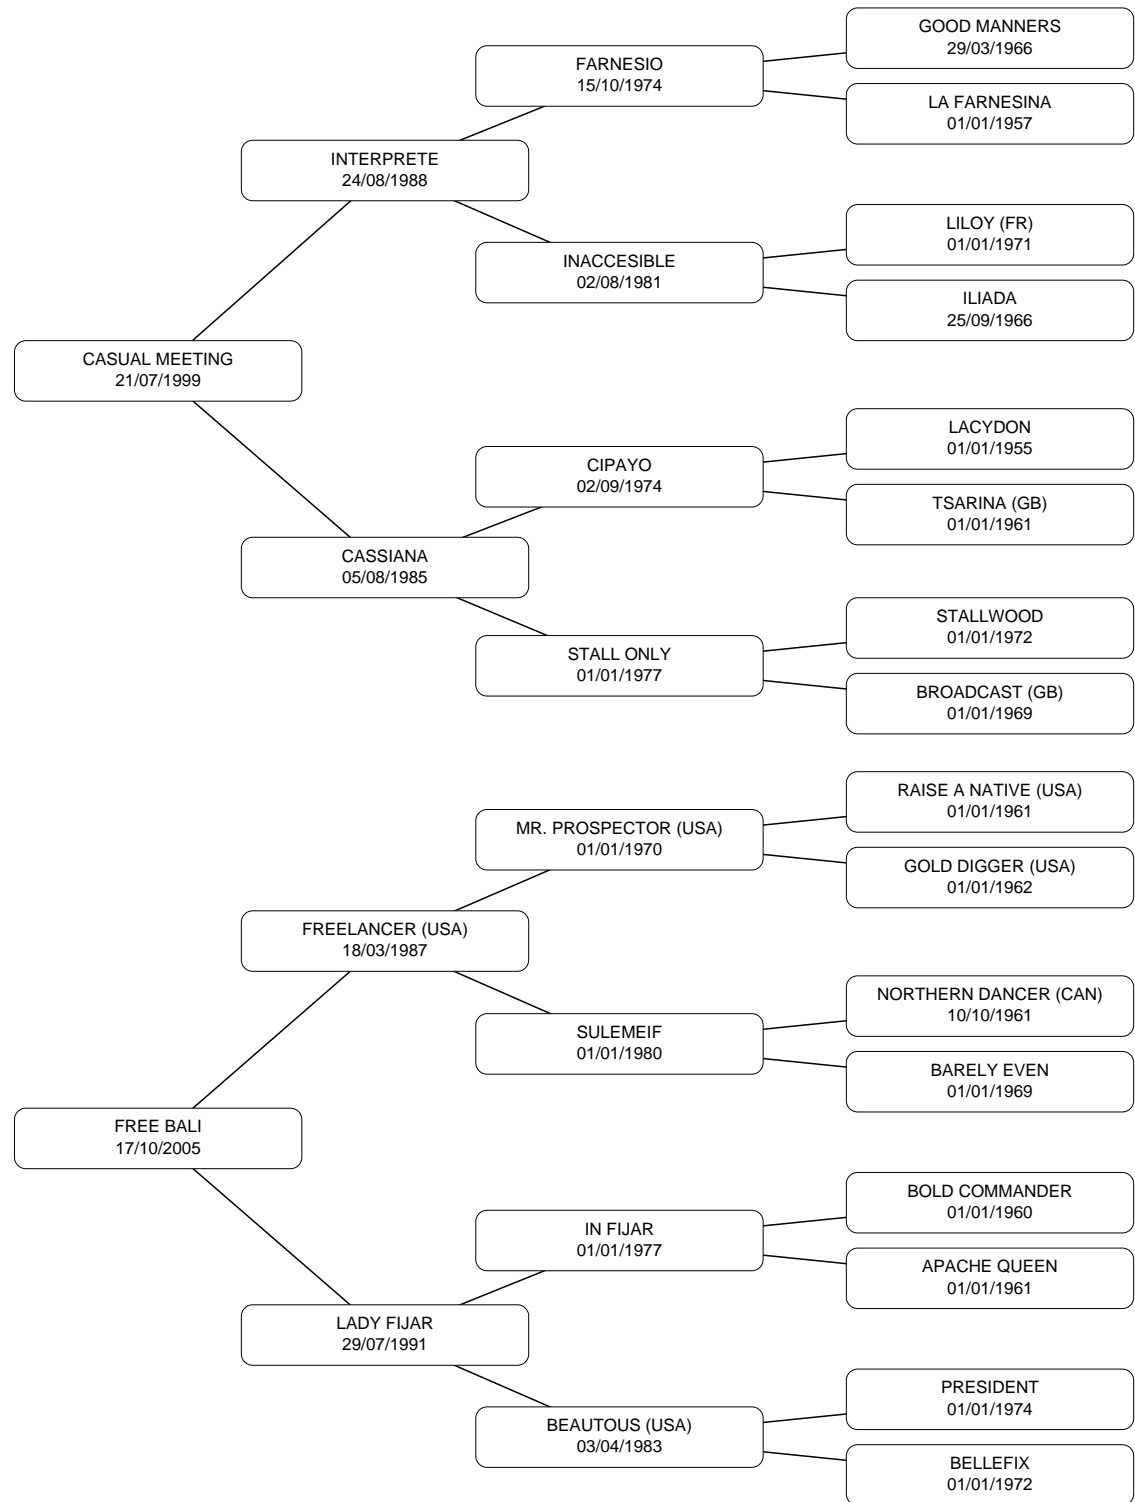 GOOD MANNERS
29/03/1966
FARNESIO
15/10/1974
LA FARNESINA
01/01/1957
INTERPRETE
24/08/1988
LILOY (FR)
01/01/1971
INACCESIBLE
02/08/1981
ILIADA
25/09/1966
CASUAL MEETING
21/07/1999
LACYDON
01/01/1955
CIPAYO
02/09/1974
TSARINA (GB)
01/01/1961
CASSIANA
05/08/1985
STALLWOOD
01/01/1972
STALL ONLY
01/01/1977
BROADCAST (GB)
01/01/1969
RAISE A NATIVE (USA)
01/01/1961
MR. PROSPECTOR (USA)
01/01/1970
GOLD DIGGER (USA)
01/01/1962
FREELANCER (USA)
18/03/1987
NORTHERN DANCER (CAN)
10/10/1961
SULEMEIF
01/01/1980
BARELY EVEN
01/01/1969
FREE BALI
17/10/2005
BOLD COMMANDER
01/01/1960
IN FIJAR
01/01/1977
APACHE QUEEN
01/01/1961
LADY FIJAR
29/07/1991
PRESIDENT
01/01/1974
BEAUTOUS (USA)
03/04/1983
BELLEFIX
01/01/1972